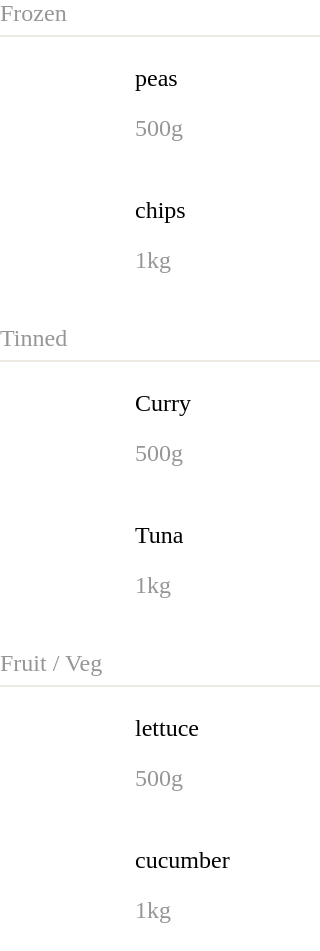 Frozen
peas
500g
chips
1kg
Tinned
Curry
500g
Tuna
1kg
Fruit / Veg
lettuce
500g
cucumber
1kg